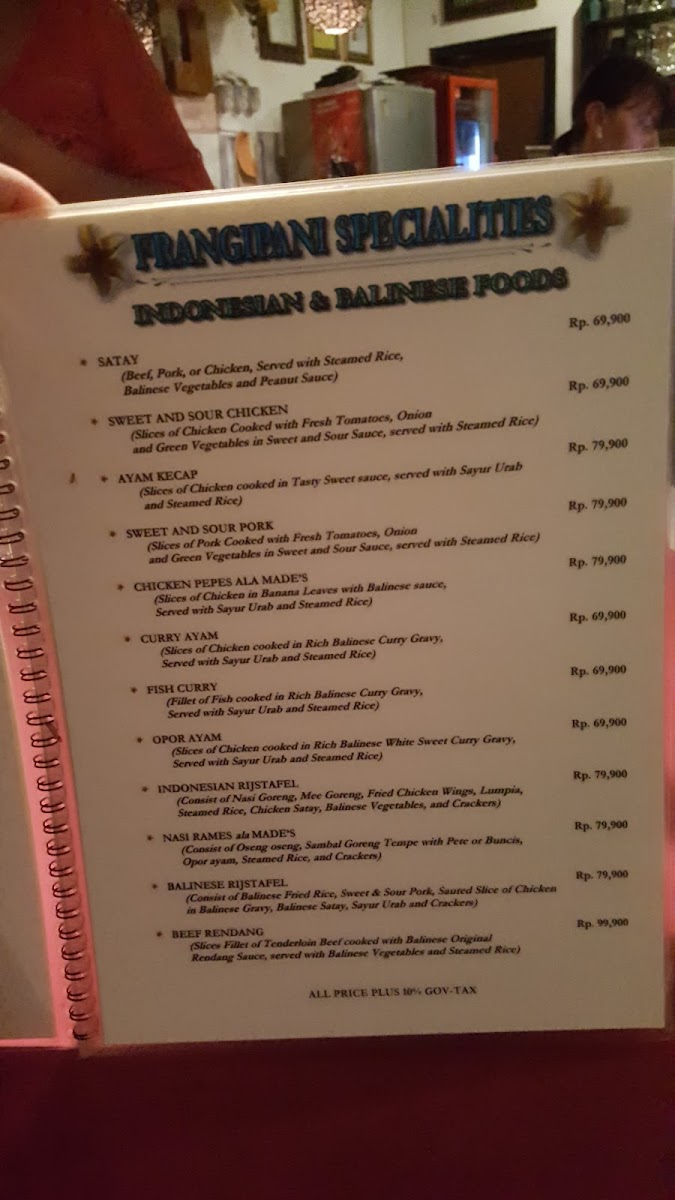 FRANGIPANI SPECIALITIES
INDONESIAN & BALINESE FOODS
* SATAY Rp. 69,900
(Beef, Pork, or Chicken, Served with Steamed Rice,
Balinese Vegetables and Peanut Sauce)
* SWEET AND SOUR CHICKEN Rp. 69,900
(Slices of Chicken Cooked with Fresh Tomatoes, Onion
and Green Vegetables in Sweet and Sour Sauce, served with Steamed Rice)
* AYAM KECAP Rp. 79,900
(Slices of Chicken cooked in Tasty Sweet sauce, served with Sayur Urab
and Steamed Rice)
* SWEET AND SOUR PORK Rp. 79,900
(Slices of Pork Cooked with Fresh Tomatoes, Onion
and Green Vegetables in Sweet and Sour Sauce, served with Steamed Rice)
* CHICKEN PEPES ALA MADE'S Rp. 79,900
(Slices of Chicken in Banana Leaves with Balinese sauce,
Served with Sayur Urab and Steamed Rice)
* CURRY AYAM Rp. 69,900
(Slices of Chicken cooked in Rich Balinese Curry Gravy,
Served with Sayur Urab and Steamed Rice)
* FISH CURRY Rp. 69,900
(Fillet of Fish cooked in Rich Balinese Curry Gravy,
Served with Sayur Urab and Steamed Rice)
* OPOR AYAM Rp. 69,900
(Slices of Chicken cooked in Rich Balinese White Sweet Curry Gravy,
Served with Sayur Urab and Steamed Rice)
* INDONESIAN RIJSTAFEL Rp. 79,900
(Consist of Nasi Goreng, Mee Goreng, Fried Chicken Wings, Lumpia,
Steamed Rice, Chicken Satay, Balinese Vegetables, and Crackers)
* NASI RAMES ala MADE'S Rp. 79,900
(Consist of Oseng oseng, Sambal Goreng Tempe with Pete or Buncis,
Opor ayam, Steamed Rice, and Crackers)
* BALINESE RIJSTAFEL Rp. 79,900
(Consist of Balinese Fried Rice, Sweet & Sour Pork, Sauted Slice of Chicken
in Balinese Gravy, Balinese Satay, Sayur Urab and Crackers)
* BEEF RENDANG Rp. 99,900
(Slices Fillet of Tenderloin Beef cooked with Balinese Original
Rendang Sauce, served with Balinese Vegetables and Steamed Rice)
ALL PRICE PLUS 10% GOV-TAX